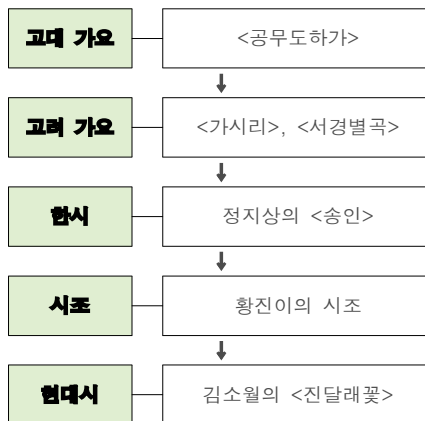 고대 가요
<공무도하가>
고려 가요
<가시리>, <서경별곡>
한시
정지상의 <송인>
시조
황진이의 시조
현대시
김소월의 <진달래꽃>